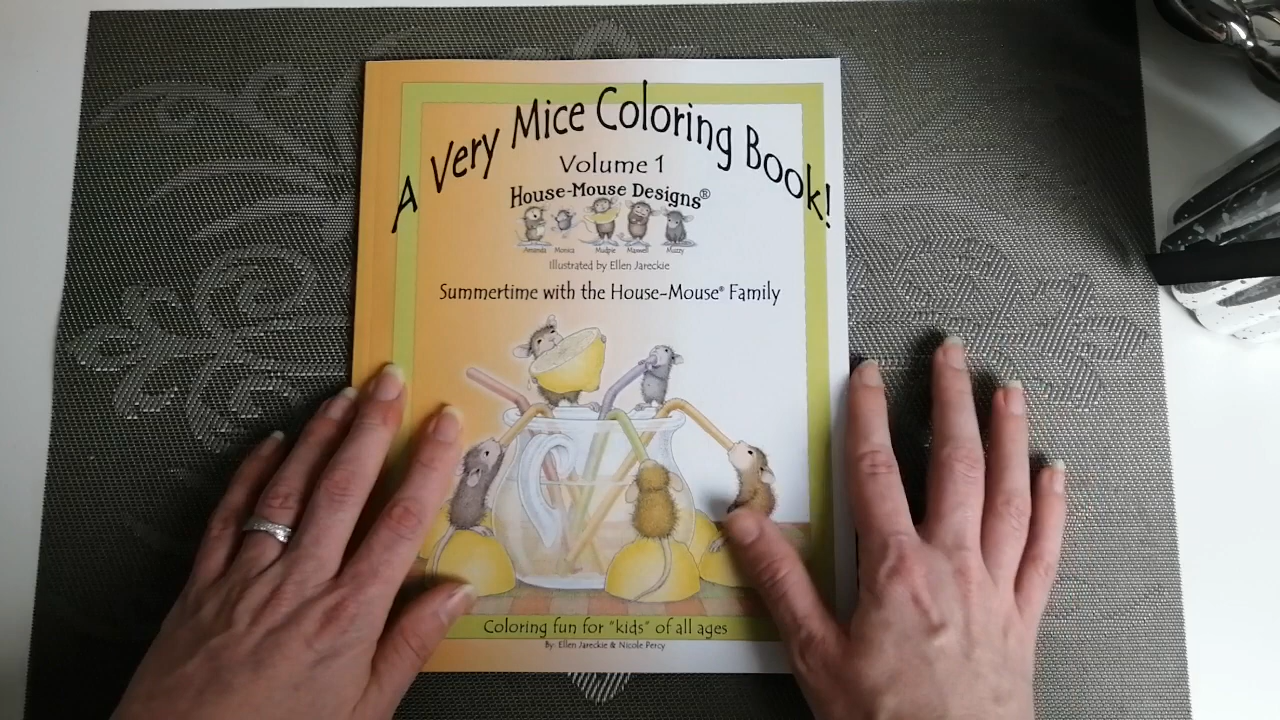 A Very Mice Coloring Book!
Volume 1
House-Mouse Designs®
Amanda Monica Mudpie Maxwell Muzzy
Illustrated by Ellen Jareckie
Summertime with the House-Mouse® Family
Coloring fun for "kids" of all ages
By: Ellen Jareckie & Nicole Percy